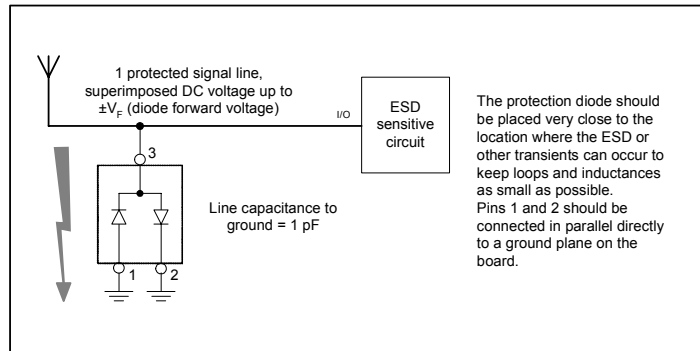 1 protected signal line,
superimposed DC voltage up to
±V_F (diode forward voltage)
I/O
ESD
sensitive
circuit
3
Line capacitance to
ground = 1 pF
1
2
The protection diode should
be placed very close to the
location where the ESD or
other transients can occur to
keep loops and inductances
as small as possible.
Pins 1 and 2 should be
connected in parallel directly
to a ground plane on the
board.